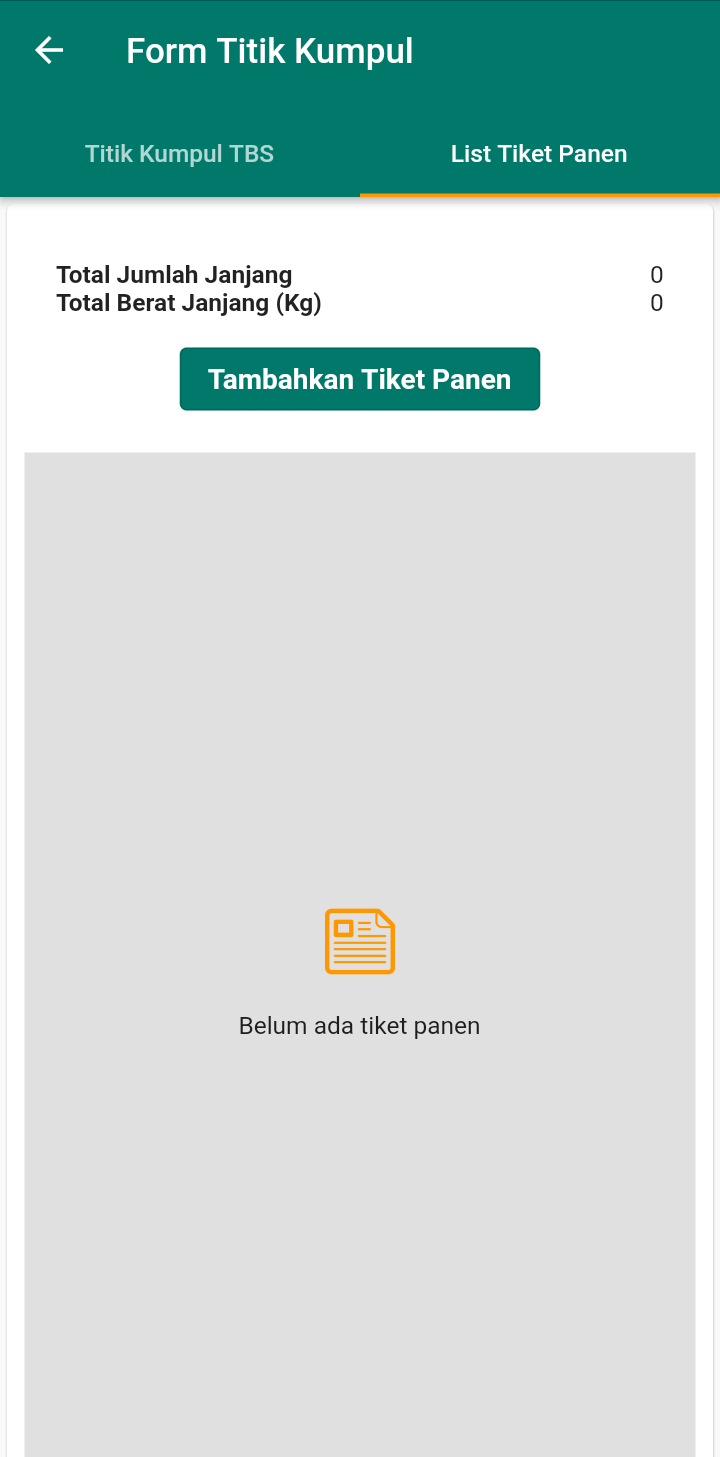 Form Titik Kumpul
Titik Kumpul TBS
List Tiket Panen
Total Jumlah Janjang 0
Total Berat Janjang (Kg) 0
Tambahkan Tiket Panen
Belum ada tiket panen